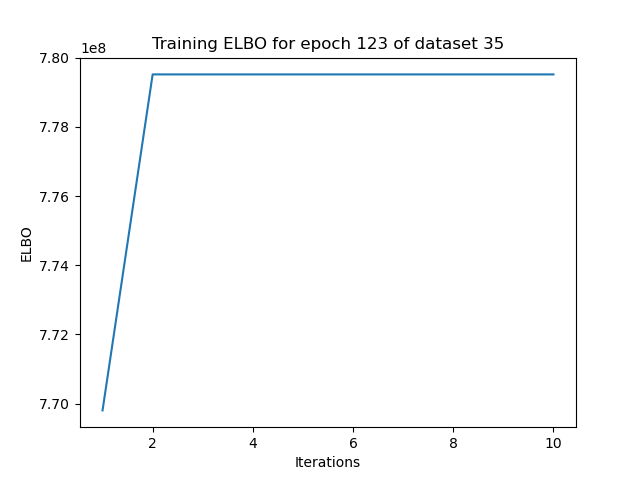 Training ELBO for epoch 123 of dataset 35
1e8
7.80
7.78
7.76
7.74
7.72
7.70
ELBO
2 4 6 8 10
Iterations